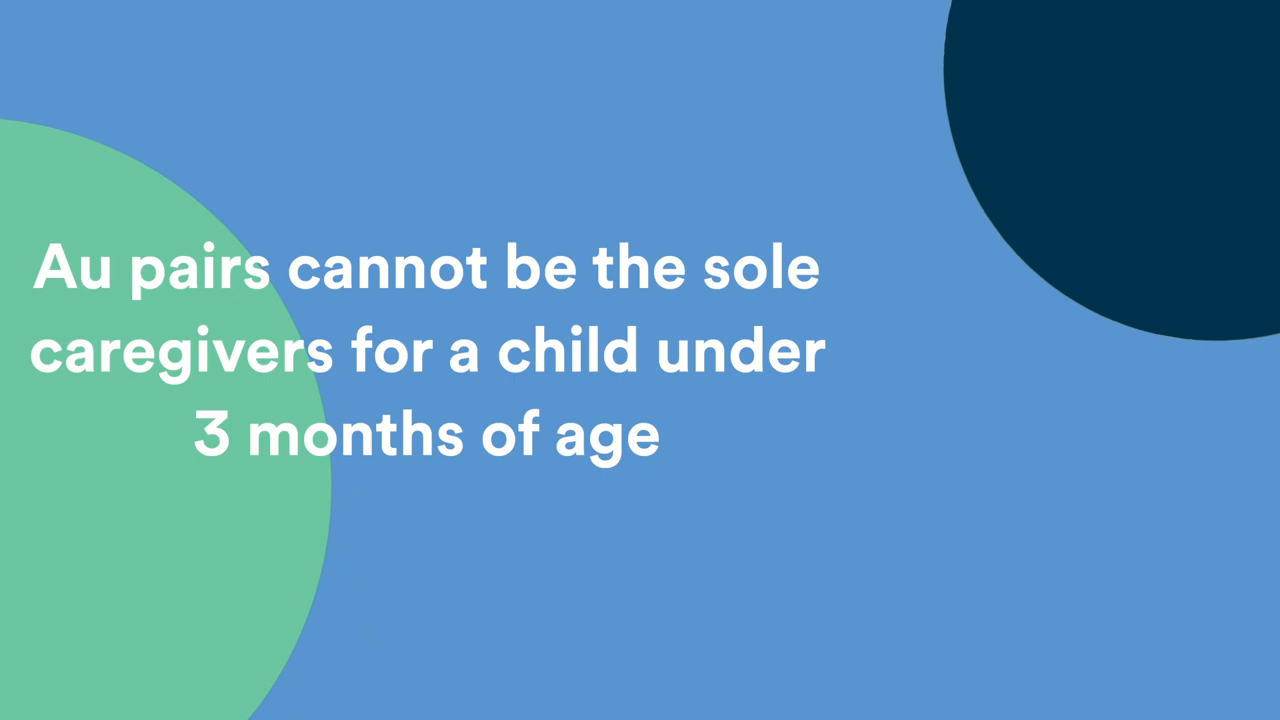 Au pairs cannot be the sole
caregivers for a child under
3 months of age